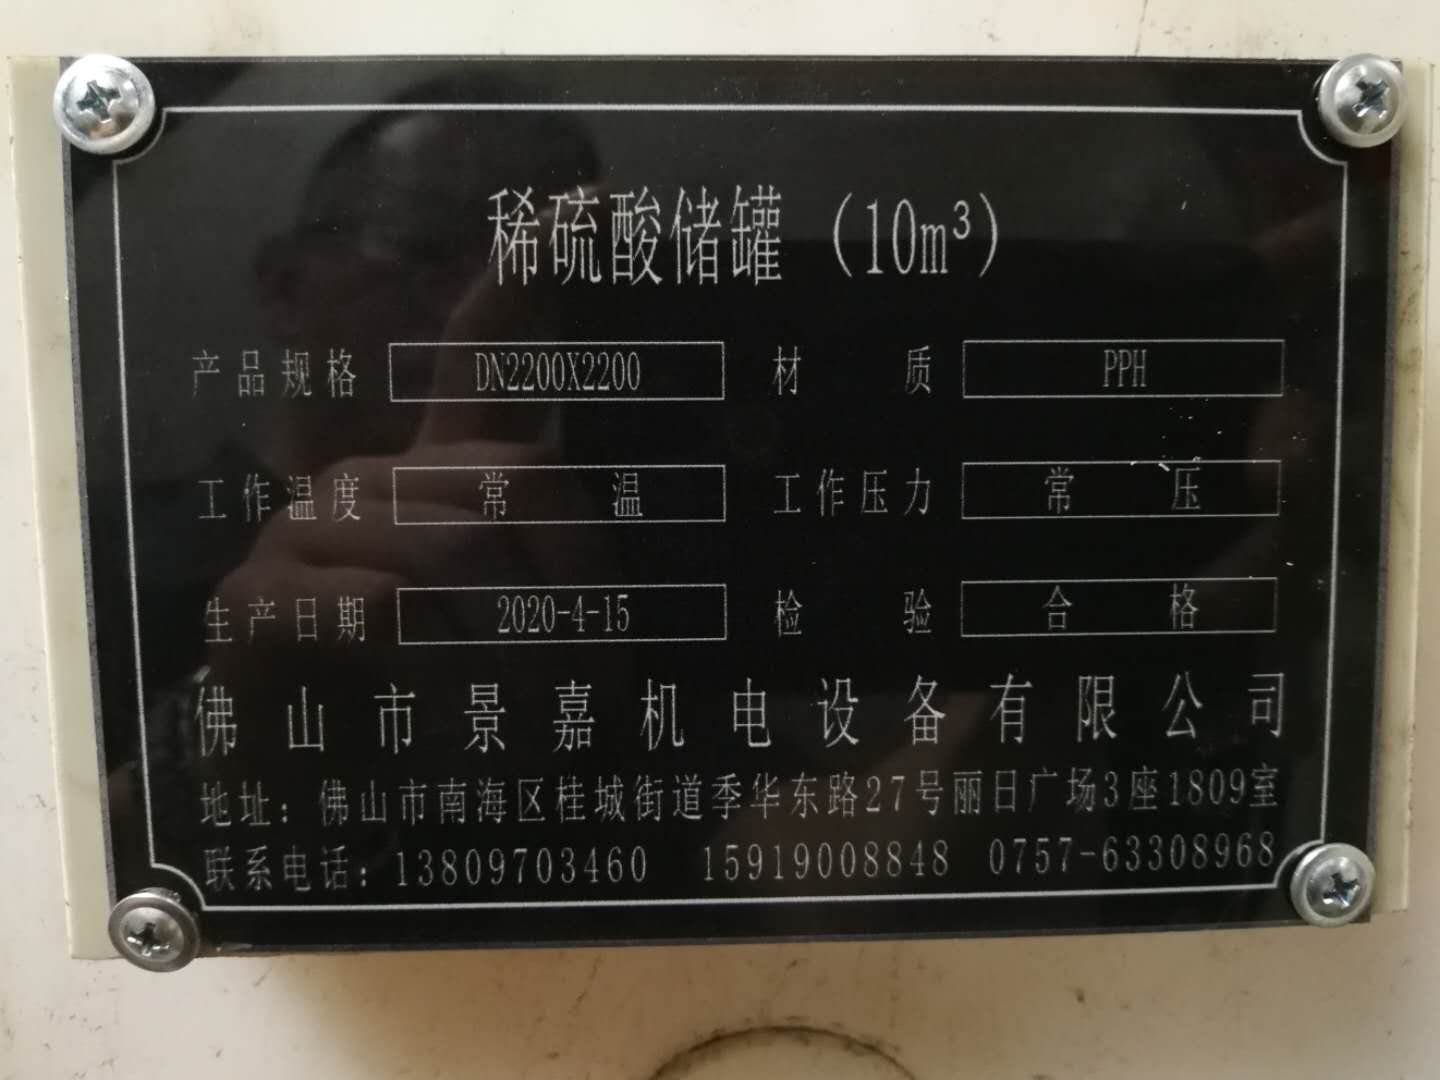 稀硫酸储罐（10m³）
产品规格 DN2200X2200 材质 PPH
工作温度 常温 工作压力 常压
生产日期 2020-4-15 检验 合格
佛山市景嘉机电设备有限公司
地址：佛山市南海区桂城街道季华东路27号丽日广场3座1809室
联系电话：13809703460 15919008848 0757-63308968